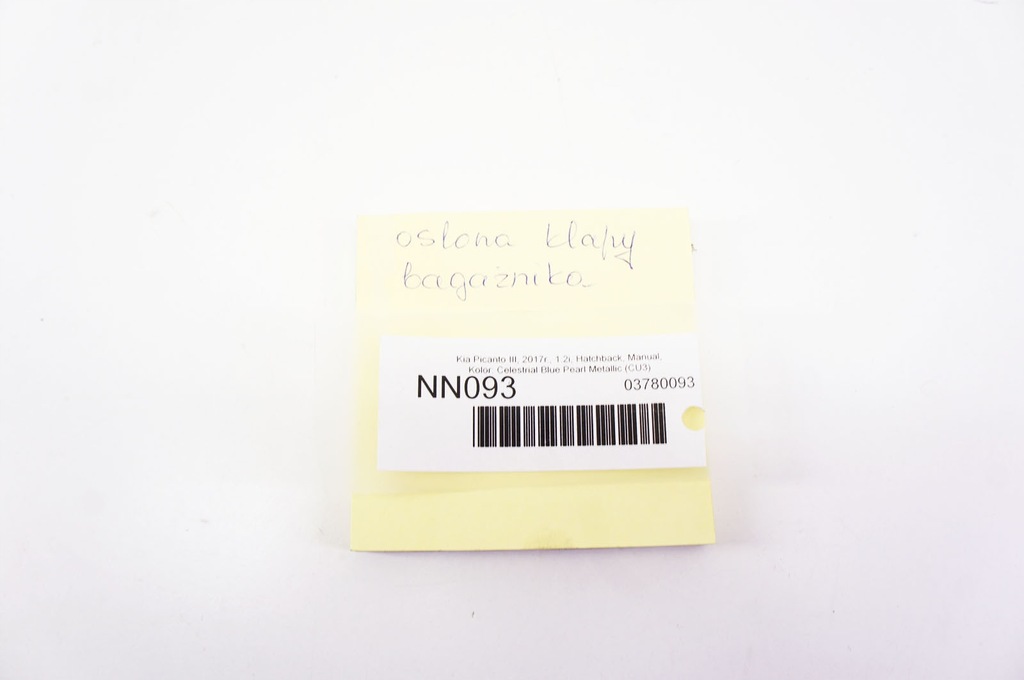 osłona klapy
bagażnika
Kia Picanto III, 2017r., 1.2i, Hatchback, Manual,
Kolor: Celestrial Blue Pearl Metallic (CU3)
NN093 03780093